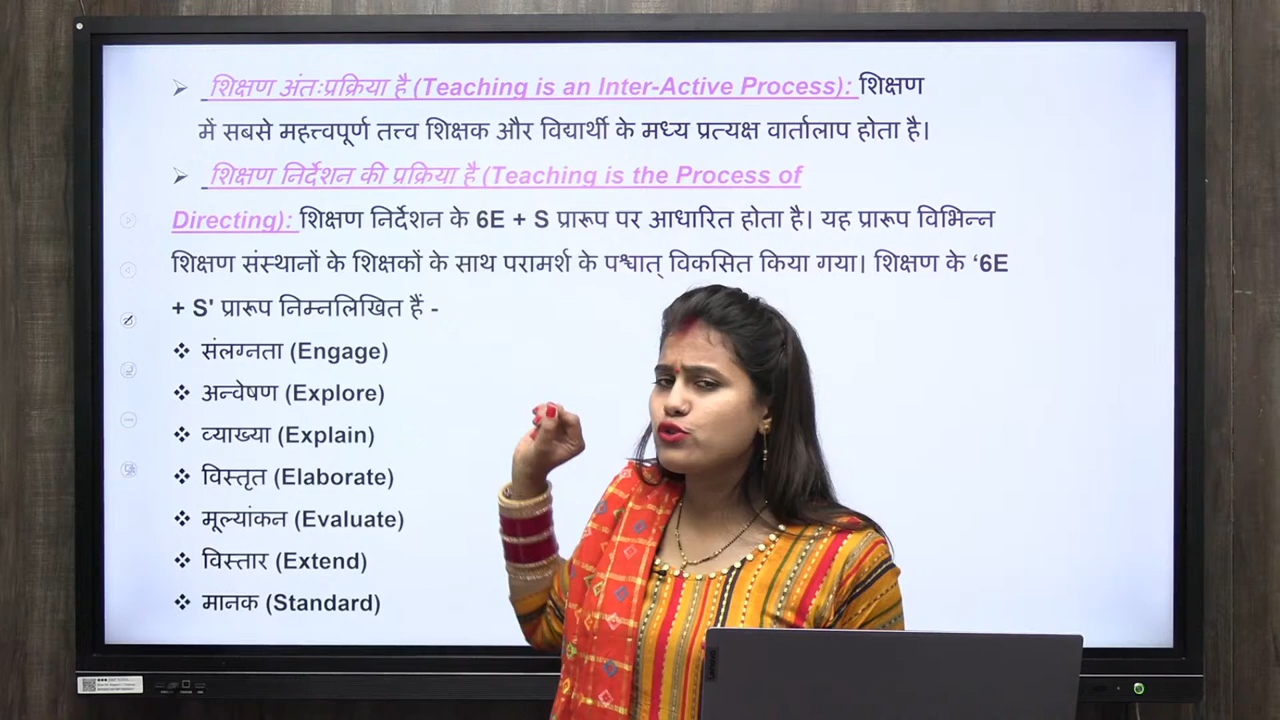 शिक्षण अंतःप्रक्रिया है (Teaching is an Inter-Active Process): शिक्षण
में सबसे महत्त्वपूर्ण तत्त्व शिक्षक और विद्यार्थी के मध्य प्रत्यक्ष वार्तालाप होता है।
शिक्षण निर्देशन की प्रक्रिया है (Teaching is the Process of
Directing): शिक्षण निर्देशन के 6E + S प्रारूप पर आधारित होता है। यह प्रारूप विभिन्न
शिक्षण संस्थानों के शिक्षकों के साथ परामर्श के पश्चात् विकसित किया गया। शिक्षण के ‘6E
+ S' प्रारूप निम्नलिखित हैं -
संलग्नता (Engage)
अन्वेषण (Explore)
व्याख्या (Explain)
विस्तृत (Elaborate)
मूल्यांकन (Evaluate)
विस्तार (Extend)
मानक (Standard)